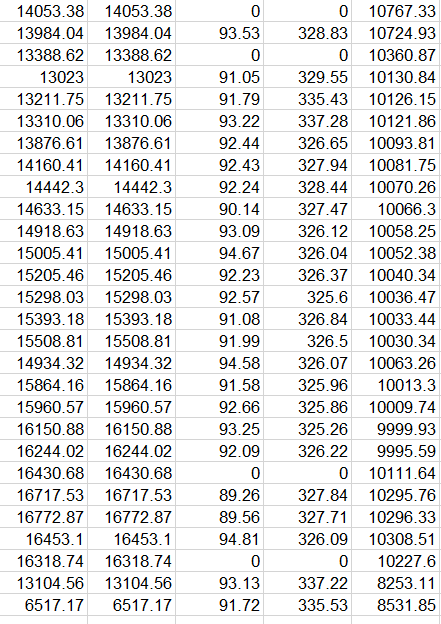 14053.38 14053.38 0 0 10767.33
13984.04 13984.04 93.53 328.83 10724.93
13388.62 13388.62 0 0 10360.87
13023 13023 91.05 329.55 10130.84
13211.75 13211.75 91.79 335.43 10126.15
13310.06 13310.06 93.22 337.28 10121.86
13876.61 13876.61 92.44 326.65 10093.81
14160.41 14160.41 92.43 327.94 10081.75
14442.3 14442.3 92.24 328.44 10070.26
14633.15 14633.15 90.14 327.47 10066.3
14918.63 14918.63 93.09 326.12 10058.25
15005.41 15005.41 94.67 326.04 10052.38
15205.46 15205.46 92.23 326.37 10040.34
15298.03 15298.03 92.57 325.6 10036.47
15393.18 15393.18 91.08 326.84 10033.44
15508.81 15508.81 91.99 326.5 10030.34
14934.32 14934.32 94.58 326.07 10063.26
15864.16 15864.16 91.58 325.96 10013.3
15960.57 15960.57 92.66 325.86 10009.74
16150.88 16150.88 93.25 325.26 9999.93
16244.02 16244.02 92.09 326.22 9995.59
16430.68 16430.68 0 0 10111.64
16717.53 16717.53 89.26 327.84 10295.76
16772.87 16772.87 89.56 327.71 10296.33
16453.1 16453.1 94.81 326.09 10308.51
16318.74 16318.74 0 0 10227.6
13104.56 13104.56 93.13 337.22 8253.11
6517.17 6517.17 91.72 335.53 8531.85